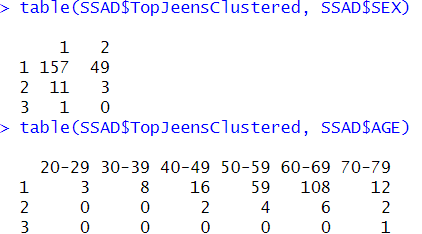 > table(SSAD$TopJeensClustered, SSAD$SEX)
1 2
1 157 49
2 11 3
3 1 0
> table(SSAD$TopJeensClustered, SSAD$AGE)
20-29 30-39 40-49 50-59 60-69 70-79
1 3 8 16 59 108 12
2 0 0 2 4 6 2
3 0 0 0 0 0 1